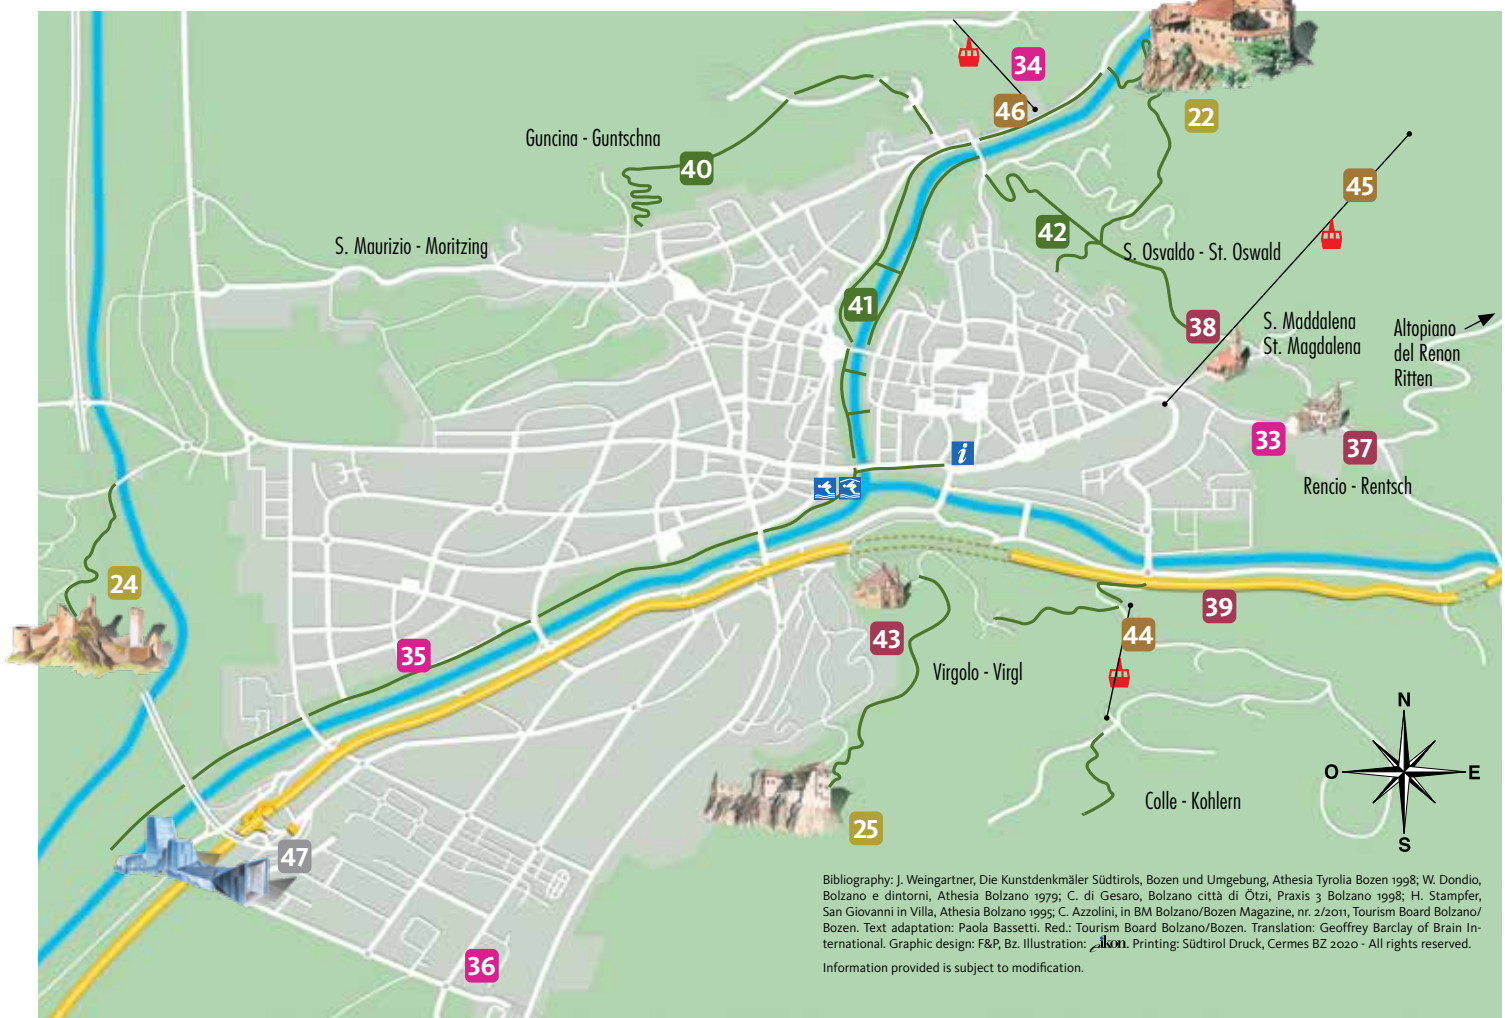 34
46
22
Guncina - Guntschna
40
45
S. Maurizio - Moritzing
42
S. Osvaldo - St. Oswald
41
38
S. Maddalena
St. Magdalena
Altopiano
del Renon
Ritten
33
37
i
Rencio - Rentsch
24
39
35
43
44
Virgolo - Virgl
N
O
E
S
Colle - Kohlern
25
47
36
Bibliography: J. Weingartner, Die Kunstdenkmäler Südtirols, Bozen und Umgebung, Athesia Tyrolia Bozen 1998; W. Dondio,
Bolzano e dintorni, Athesia Bolzano 1979; C. di Gesaro, Bolzano città di Ötzi, Praxis 3 Bolzano 1998; H. Stampfer,
San Giovanni in Villa, Athesia Bolzano 1995; C. Azzolini, in BM Bolzano/Bozen Magazine, nr. 2/2011, Tourism Board Bolzano/
Bozen. Text adaptation: Paola Bassetti. Red.: Tourism Board Bolzano/Bozen. Translation: Geoffrey Barclay of Brain In-
ternational. Graphic design: F&P, Bz. Illustration: eikon. Printing: Südtirol Druck, Cermes BZ 2020 - All rights reserved.
Information provided is subject to modification.